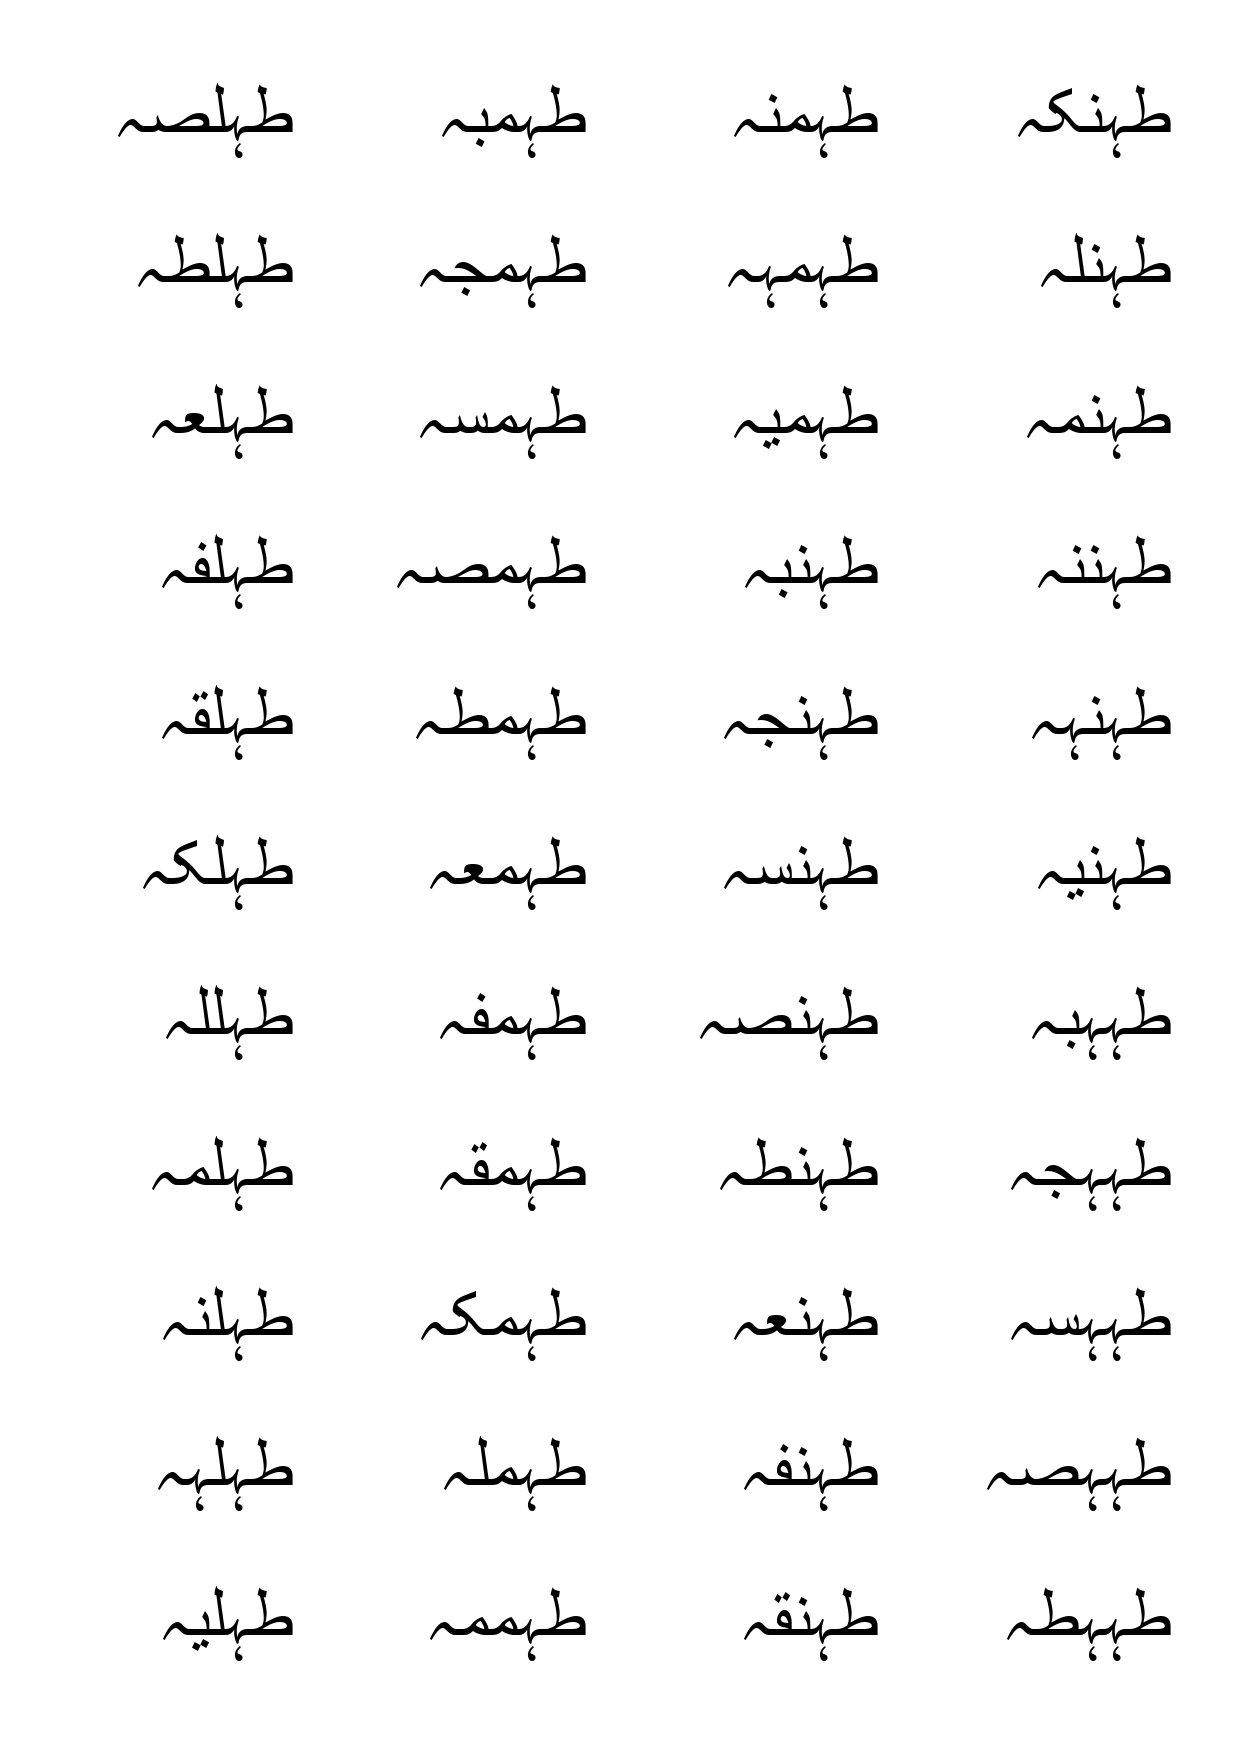 طہنکہ طہمنہ طہمبہ طہلصہ
طہنلہ طہمہہ طہمجہ طہلطہ
طہنمہ طہمیہ طہمسہ طہلعہ
طہننہ طہنبہ طہمصہ طہلفہ
طہنہہ طہنجہ طہمطہ طہلقہ
طہنیہ طہنسہ طہمعہ طہلکہ
طہہبہ طہنصہ طہمفہ طہللہ
طہہجہ طہنطہ طہمقہ طہلمہ
طہہسہ طہنعہ طہمکہ طہلنہ
طہہصہ طہنفہ طہملہ طہلہہ
طہہطہ طہنقہ طہممہ طہلیہ